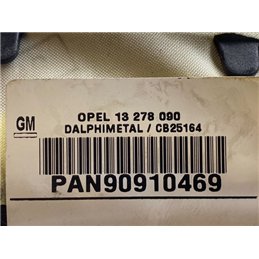 OPEL 13 278 090
GM
DALPHIMETAL / CB25164
PAN90910469